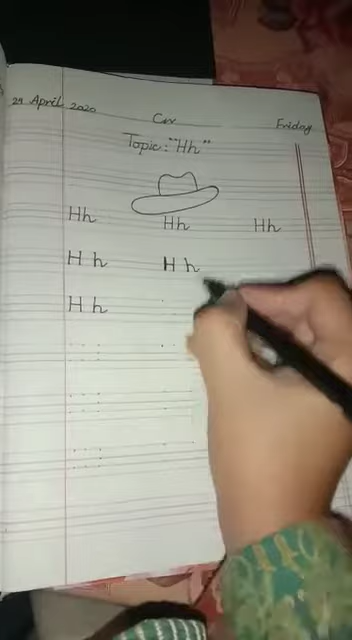 29 April 2020
C.w
Friday
Topic: "Hh"
Hh Hh Hh
H h H h
H h